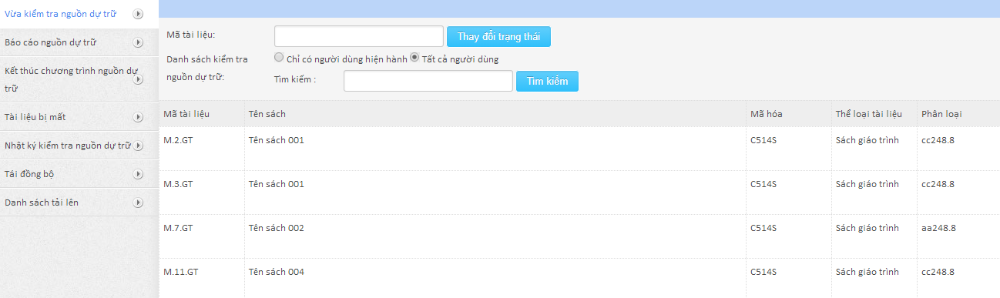 Vừa kiểm tra nguồn dự trữ
Báo cáo nguồn dự trữ
Kết thúc chương trình nguồn dự
trữ
Tài liệu bị mất
Nhật ký kiểm tra nguồn dự trữ
Tái đồng bộ
Danh sách tải lên
Mã tài liệu:
Thay đổi trạng thái
Danh sách kiểm tra
nguồn dự trữ:
Chỉ có người dùng hiện hành Tất cả người dùng
Tìm kiếm :
Tìm kiếm
Mã tài liệu Tên sách Mã hóa Thể loại tài liệu Phân loại
M.2.GT Tên sách 001 C514S Sách giáo trình cc248.8
M.3.GT Tên sách 001 C514S Sách giáo trình cc248.8
M.7.GT Tên sách 002 C514S Sách giáo trình aa248.8
M.11.GT Tên sách 004 C514S Sách giáo trình cc248.8